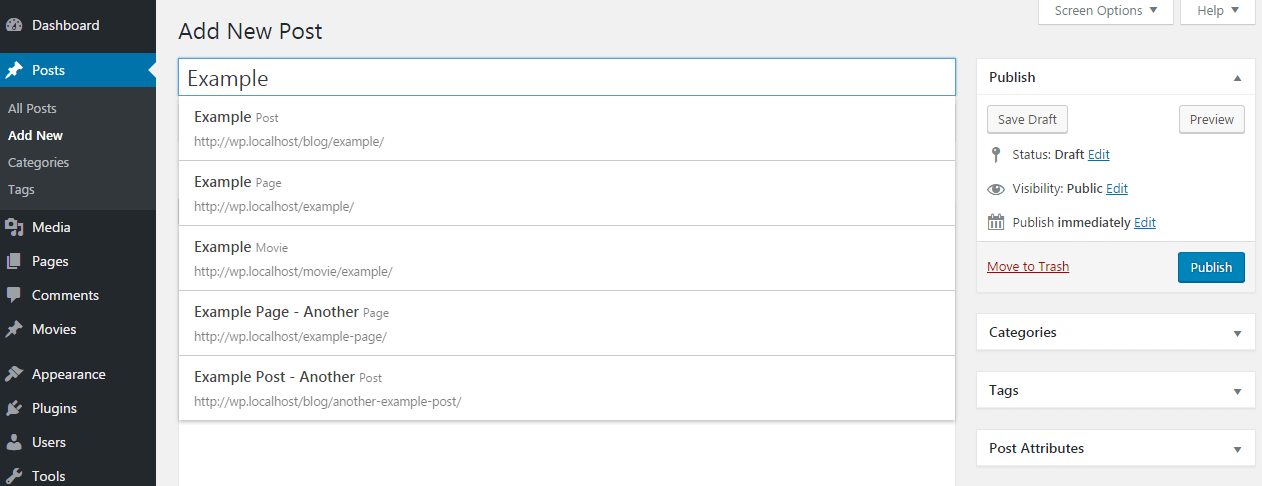 Dashboard
Posts
All Posts
Add New
Categories
Tags
Media
Pages
Comments
Movies
Appearance
Plugins
Users
Tools
Screen Options
Help
Add New Post
Example
Example Post
http://wp.localhost/blog/example/
Example Page
http://wp.localhost/example/
Example Movie
http://wp.localhost/movie/example/
Example Page - Another Page
http://wp.localhost/example-page/
Example Post - Another Post
http://wp.localhost/blog/another-example-post/
Publish
Save Draft Preview
Status: Draft Edit
Visibility: Public Edit
Publish immediately Edit
Move to Trash Publish
Categories
Tags
Post Attributes